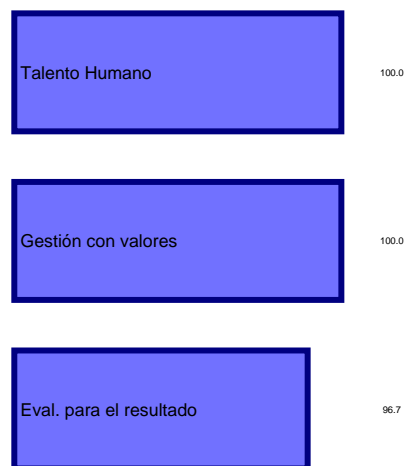 Talento Humano 100.0
Gestión con valores 100.0
Eval. para el resultado 96.7